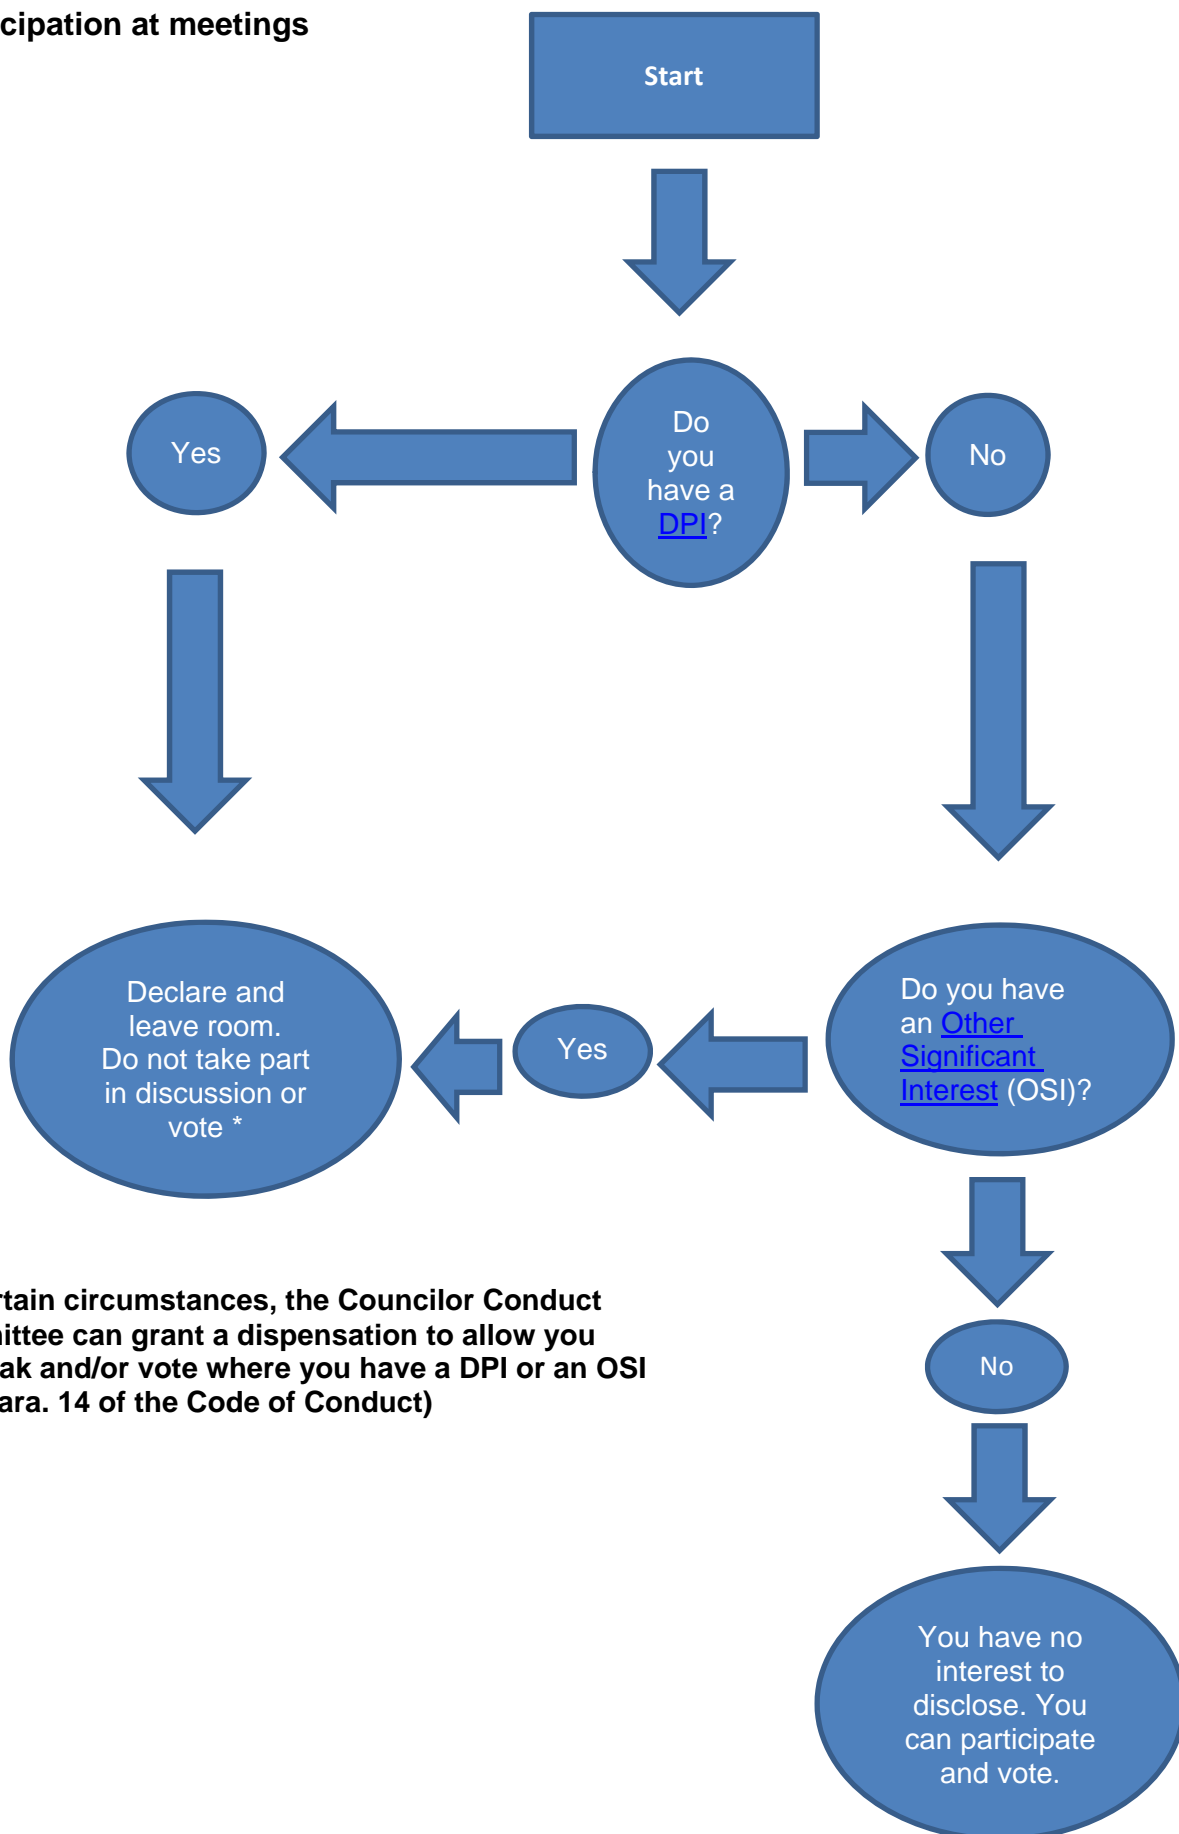 cipation at meetings
Start
Do
you
have a
DPI?
Yes
No
Declare and
leave room.
Do not take part
in discussion or
vote *
Yes
Do you have
an Other
Significant
Interest (OSI)?
rtain circumstances, the Councilor Conduct
ittee can grant a dispensation to allow you
ak and/or vote where you have a DPI or an OSI
ara. 14 of the Code of Conduct)
No
You have no
interest to
disclose. You
can participate
and vote.